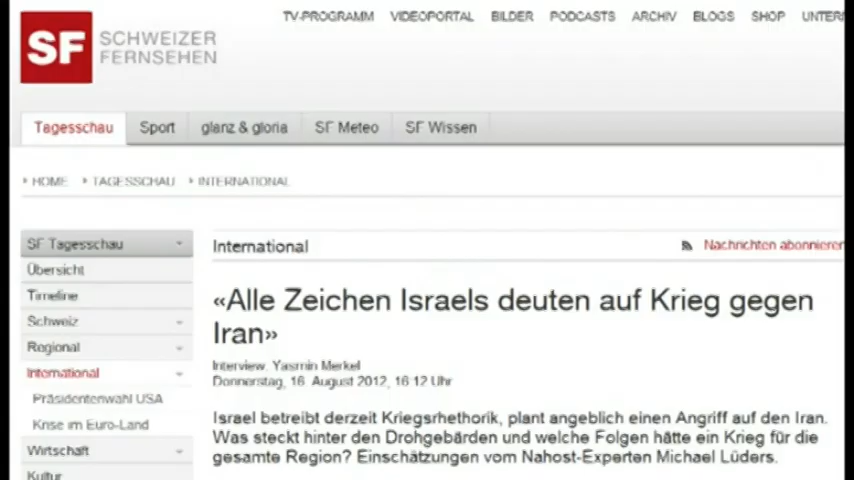 TV-PROGRAMM VIDEOPORTAL BILDER PODCASTS ARCHIV BLOGS SHOP UNTER
SF SCHWEIZER
FERNSEHEN
Tagesschau Sport glanz & gloria SF Meteo SF Wissen
HOME TAGESSCHAU INTERNATIONAL
SF Tagesschau
Übersicht
Timeline
Schweiz
Regional
International
Präsidentenwahl USA
Krise im Euro-Land
Wirtschaft
Kultur
International Nachrichten abonnieren
«Alle Zeichen Israels deuten auf Krieg gegen
Iran»
Interview: Yasmin Merkel
Donnerstag, 16. August 2012, 16:12 Uhr
Israel betreibt derzeit Kriegsrhethorik, plant angeblich einen Angriff auf den Iran.
Was steckt hinter den Drohgebärden und welche Folgen hätte ein Krieg für die
gesamte Region? Einschätzungen vom Nahost-Experten Michael Lüders.